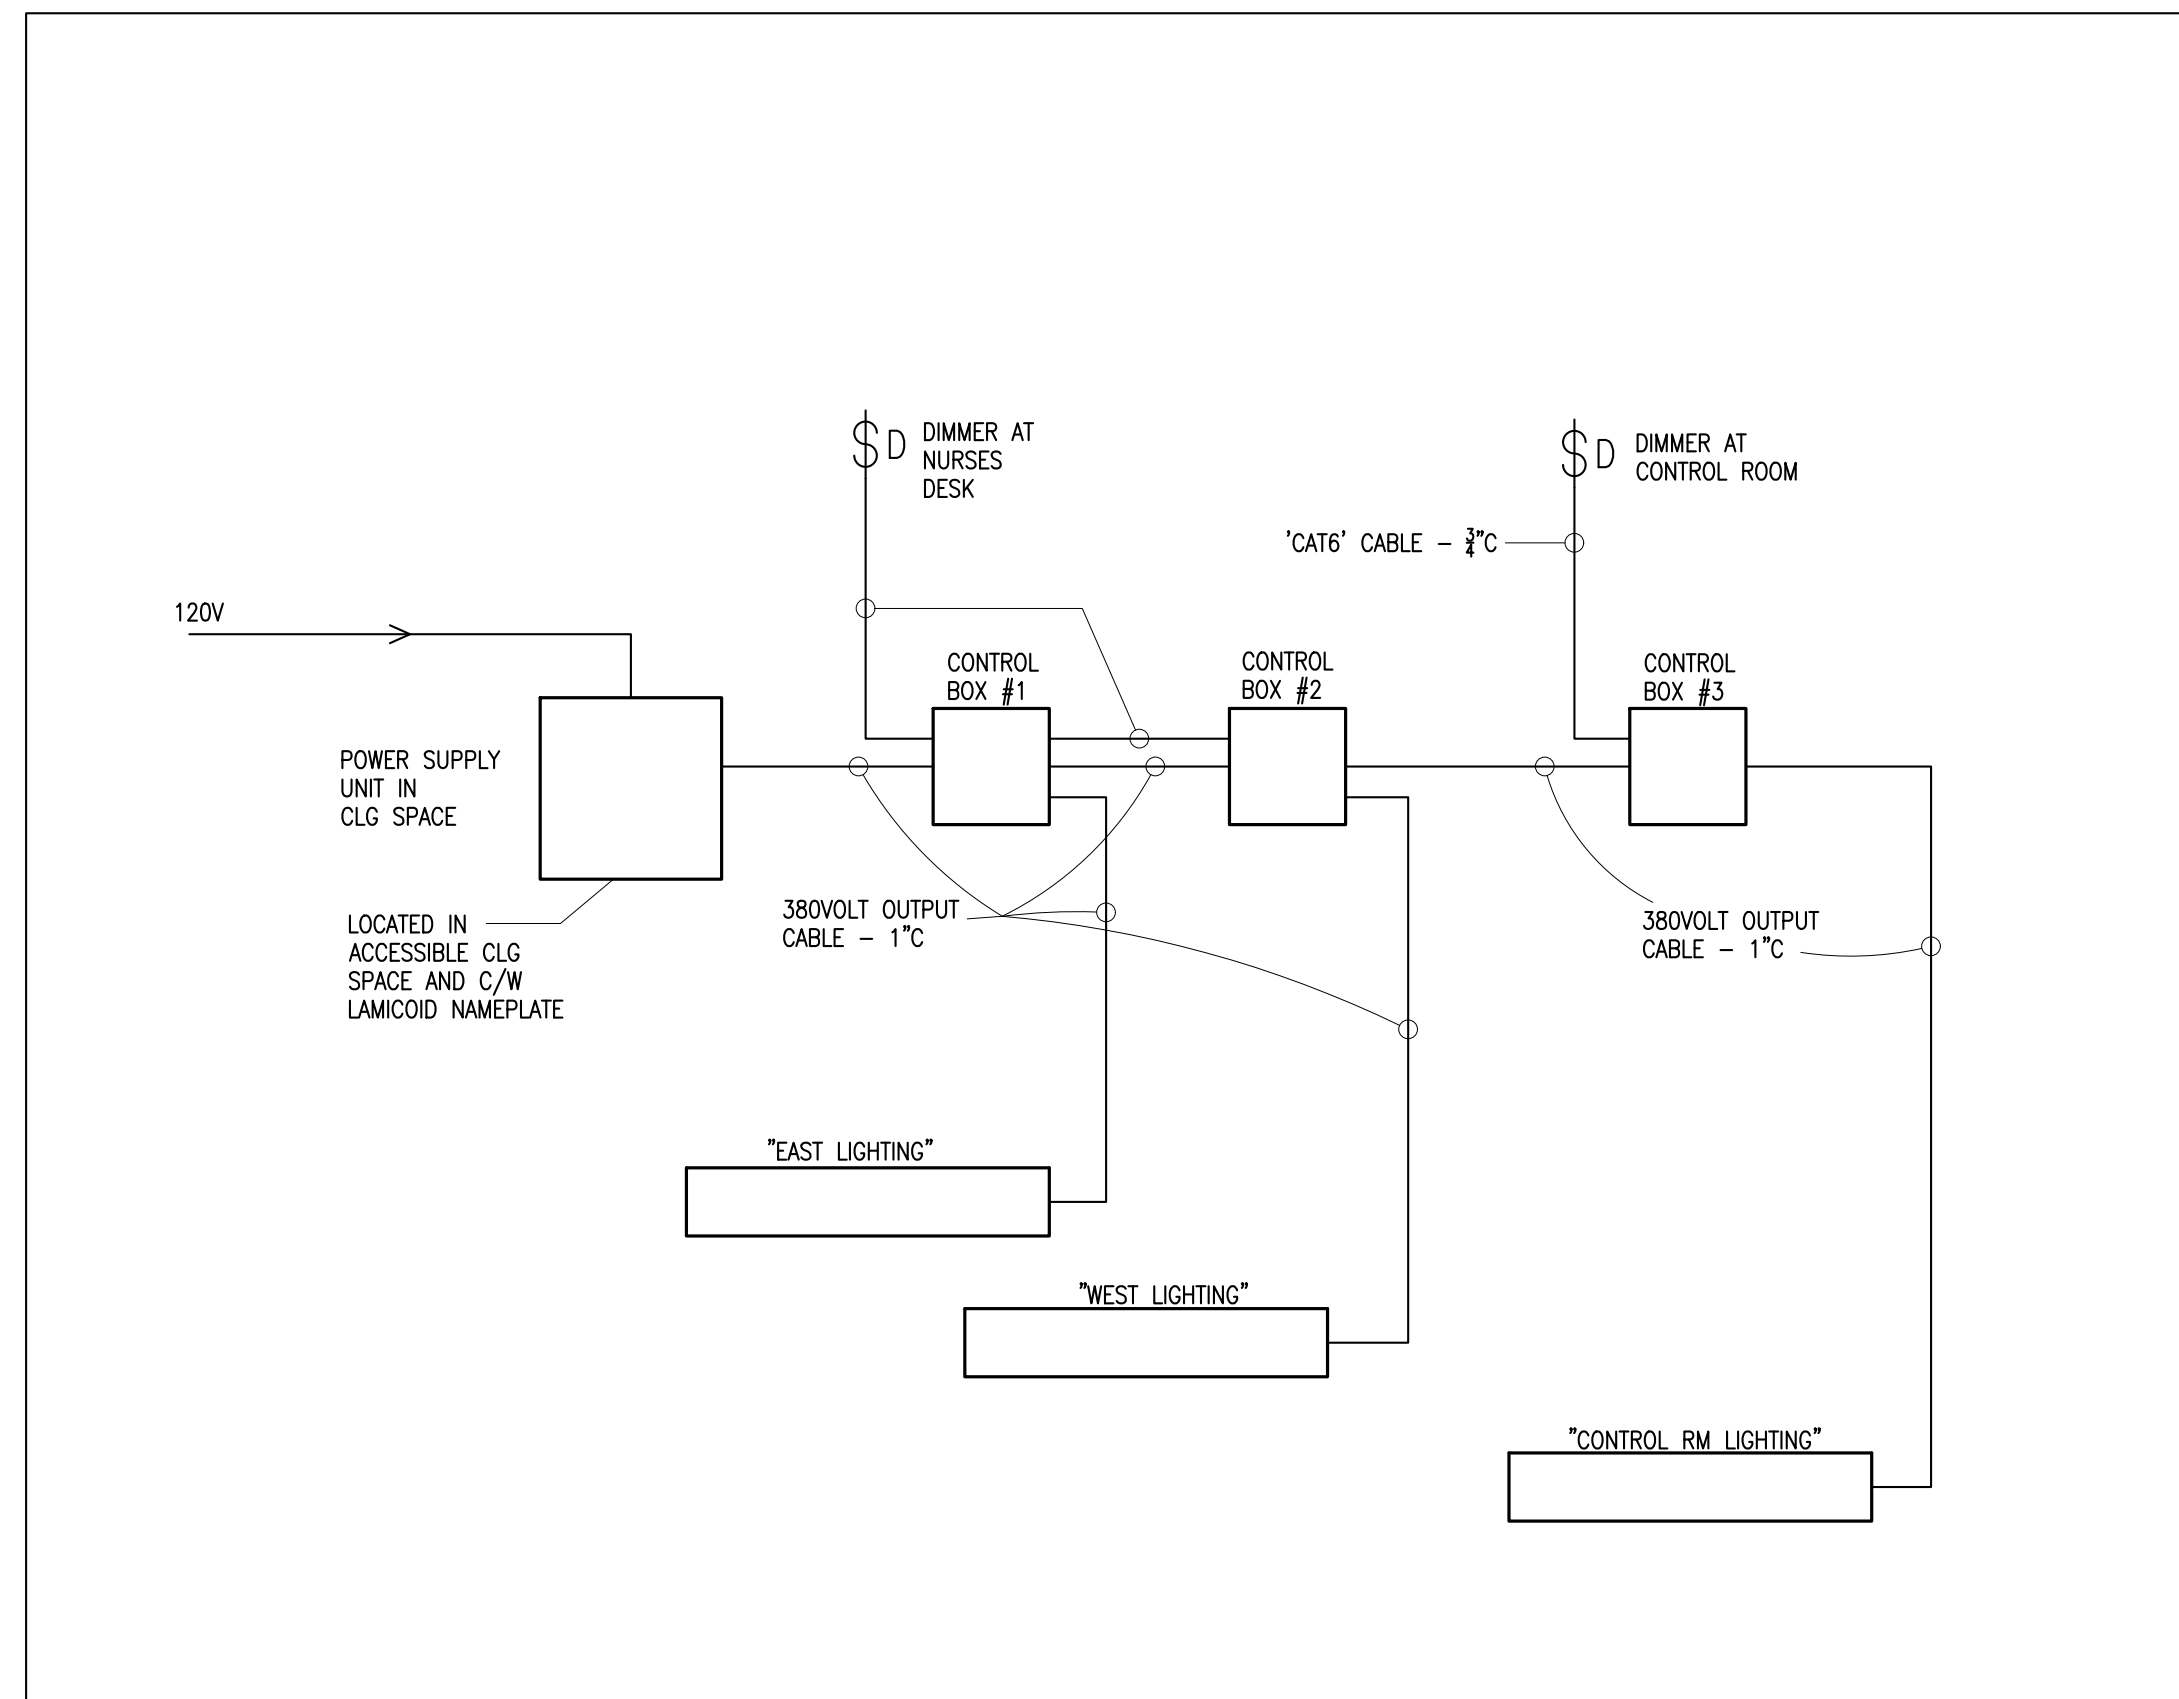 DIMMER AT
NURSES
DESK
$ D
DIMMER AT
CONTROL ROOM
$ D
'CAT6' CABLE - 3/4"C
120V
CONTROL
BOX #1
CONTROL
BOX #2
CONTROL
BOX #3
POWER SUPPLY
UNIT IN
CLG SPACE
LOCATED IN
ACCESSIBLE CLG
SPACE AND C/W
LAMICOID NAMEPLATE
380VOLT OUTPUT
CABLE - 1"C
380VOLT OUTPUT
CABLE - 1"C
"EAST LIGHTING"
"WEST LIGHTING"
"CONTROL RM LIGHTING"